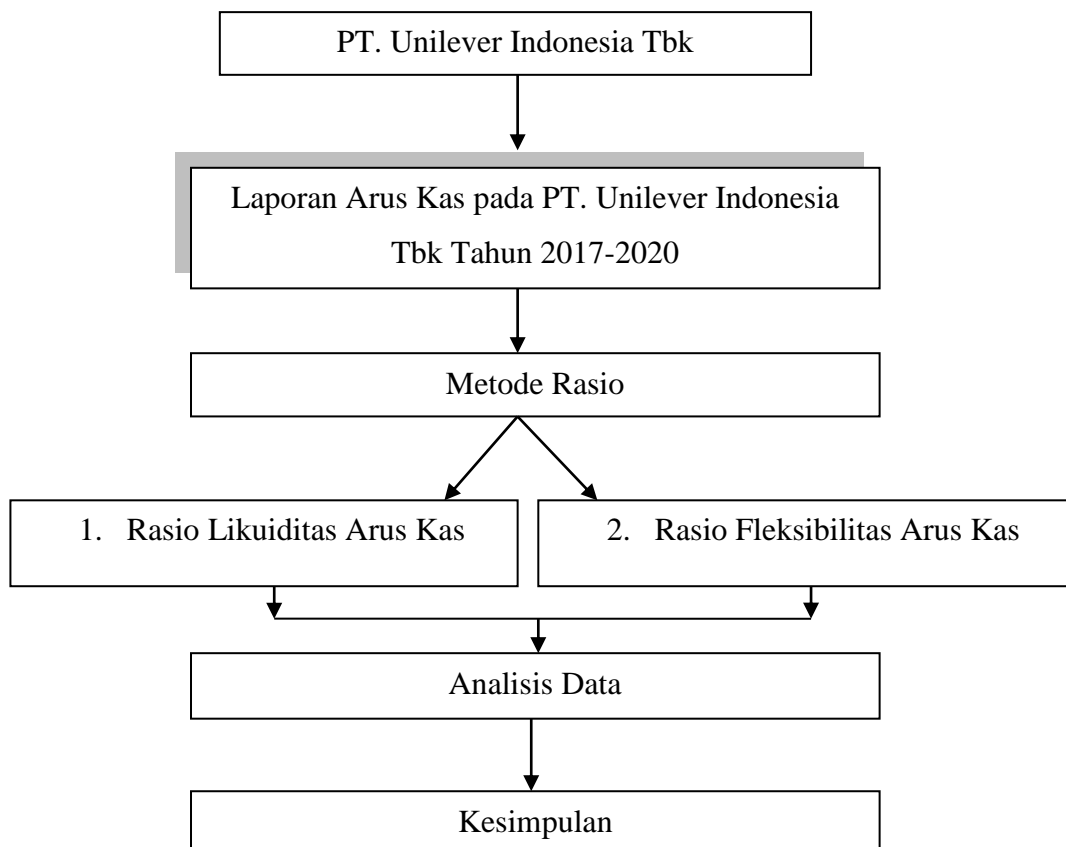 PT. Unilever Indonesia Tbk
Laporan Arus Kas pada PT. Unilever Indonesia
Tbk Tahun 2017-2020
Metode Rasio
1. Rasio Likuiditas Arus Kas
2. Rasio Fleksibilitas Arus Kas
Analisis Data
Kesimpulan